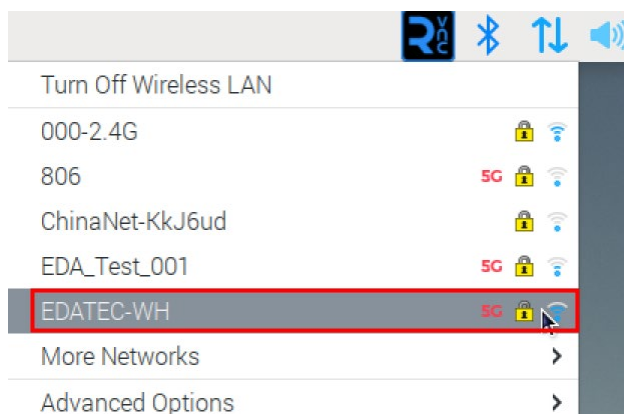 VNC
Turn Off Wireless LAN
000-2.4G
806 5G
ChinaNet-KkJ6ud
EDA_Test_001 5G
EDATEC-WH 5G
More Networks
Advanced Options